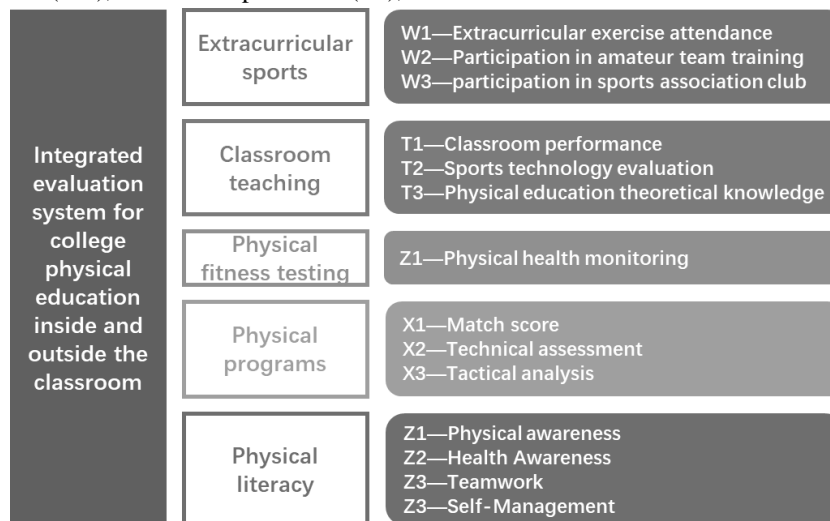 Integrated
evaluation
system for
college
physical
education
inside and
outside the
classroom
Extracurricular
sports
W1—Extracurricular exercise attendance
W2—Participation in amateur team training
W3—participation in sports association club
Classroom
teaching
T1—Classroom performance
T2—Sports technology evaluation
T3—Physical education theoretical knowledge
Physical
fitness testing
Z1—Physical health monitoring
Physical
programs
X1—Match score
X2—Technical assessment
X3—Tactical analysis
Physical
literacy
Z1—Physical awareness
Z2—Health Awareness
Z3—Teamwork
Z3—Self-Management